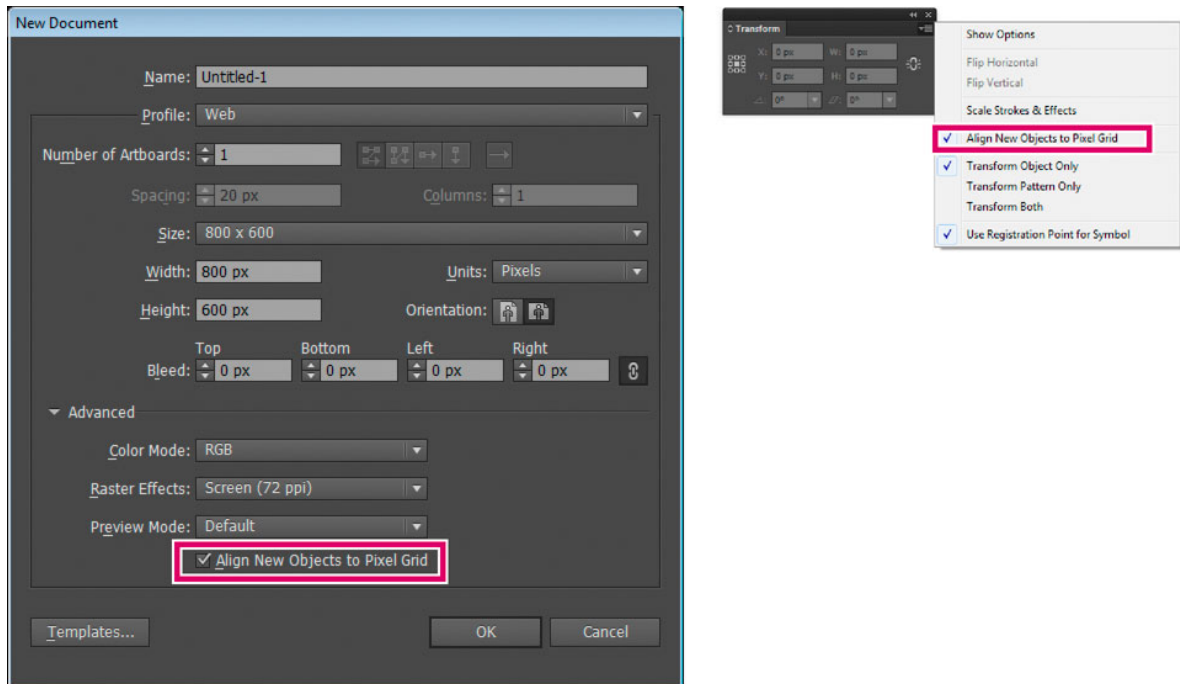 New Document
Name: Untitled-1
Profile: Web
Number of Artboards: 1
Spacing: 20 px Columns: 1
Size: 800 x 600
Width: 800 px Units: Pixels
Height: 600 px Orientation:
Top Bottom Left Right
Bleed: 0 px 0 px 0 px 0 px
Advanced
Color Mode: RGB
Raster Effects: Screen (72 ppi)
Preview Mode: Default
Align New Objects to Pixel Grid
Templates... OK Cancel
Transform
X: 0 px W: 0 px
Y: 0 px H: 0 px
0° 0°
Show Options
Flip Horizontal
Flip Vertical
Scale Strokes & Effects
Align New Objects to Pixel Grid
Transform Object Only
Transform Pattern Only
Transform Both
Use Registration Point for Symbol